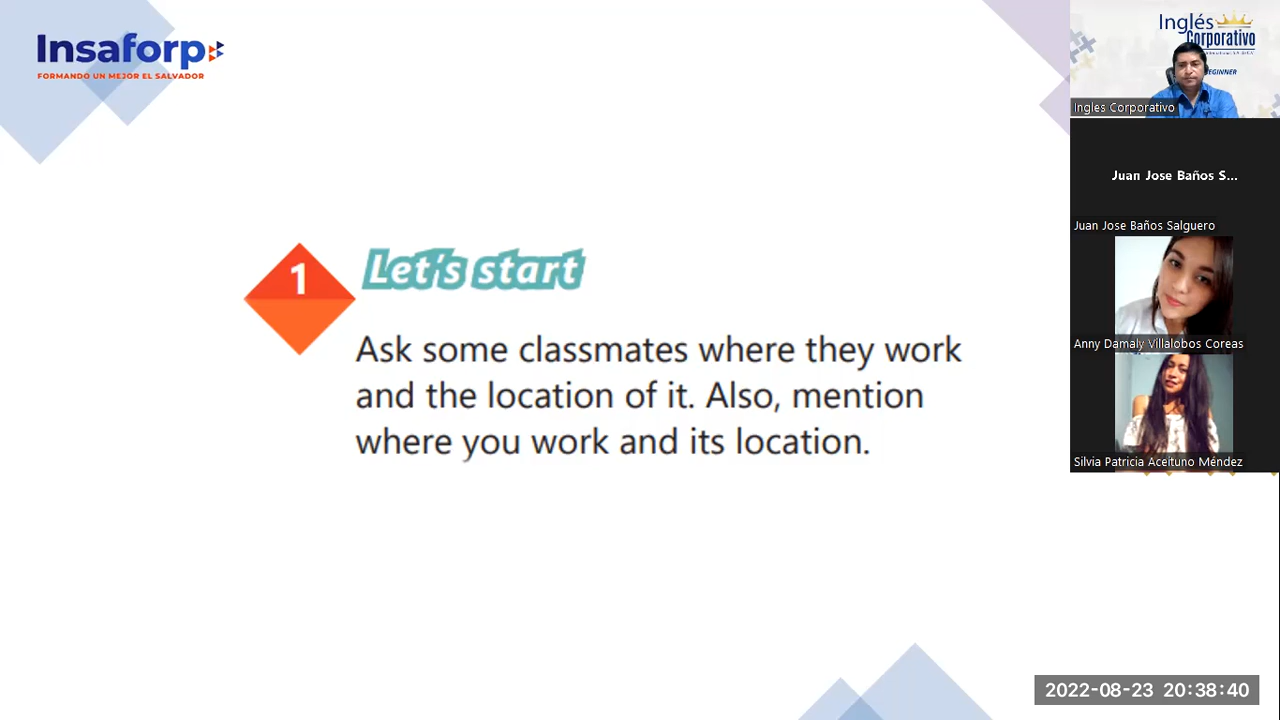 Insaforp
FORMANDO UN MEJOR EL SALVADOR
1
Let's start
Ask some classmates where they work
and the location of it. Also, mention
where you work and its location.
Inglés
Corporativo
BEGINNER
Ingles Corporativo
Juan Jose Baños S...
Juan Jose Baños Salguero
Anny Damaly Villalobos Coreas
Silvia Patricia Aceituno Méndez
2022-08-23 20:38:40